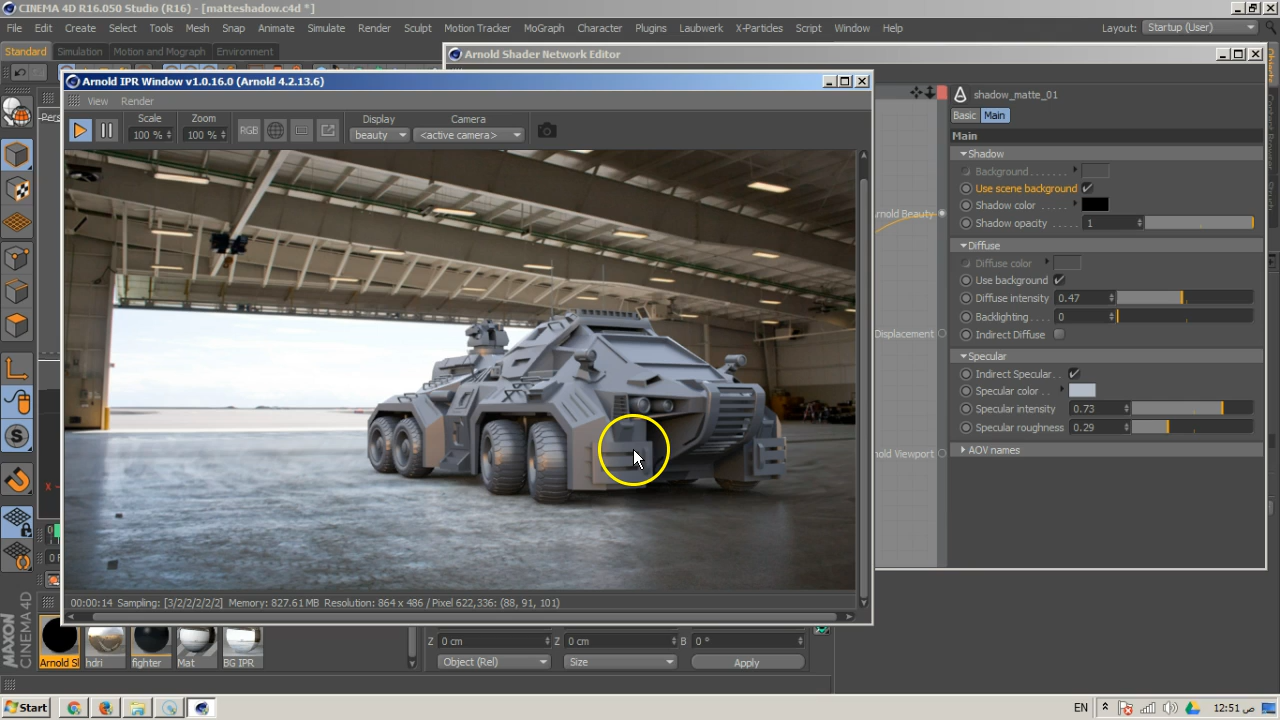 CINEMA 4D R16.050 Studio (R16) - [matteshadow.c4d *]
File Edit Create Select Tools Mesh Snap Animate Simulate Render Sculpt Motion Tracker MoGraph Character Plugins Laubwerk X-Particles Script Window Help Layout: Startup (User)
Standard Simulation Motion and Mograph Environment
Arnold Shader Network Editor
Arnold IPR Window v1.0.16.0 (Arnold 4.2.13.6)
View Render
Scale Zoom Display Camera
100 % 100 % RGB beauty <active camera>
shadow_matte_01
Basic Main
Main
Shadow
Background
Use scene background
Shadow color
Shadow opacity 1
Arnold Beauty
Diffuse
Diffuse color
Use background
Diffuse intensity 0.47
Backlighting 0
Displacement
Indirect Diffuse
Specular
Indirect Specular
Specular color
Specular intensity 0.73
Specular roughness 0.29
AOV names
00:00:14 Sampling: [3/2/2/2/2/2] Memory: 827.61 MB Resolution: 864 x 486 / Pixel 622,336: (88, 91, 101)
MAXON CINEMA 4D
hdri fighter Mat BG IPR
Z 0 cm Z 0 cm B 0 °
Object (Rel) Size Apply
Start EN 12:51 ص